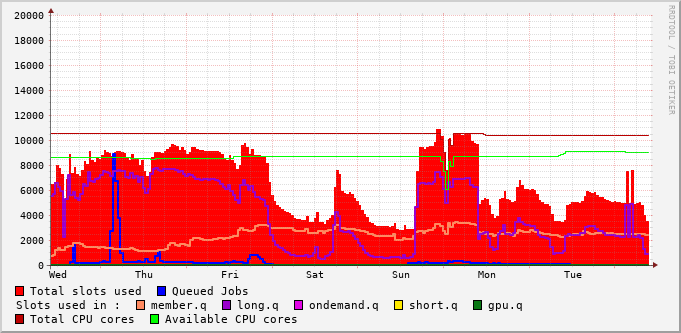 RRDTOOL / TOBI OETIKER
20000
18000
16000
14000
12000
10000
8000
6000
4000
2000
0
Wed Thu Fri Sat Sun Mon Tue
Total slots used Queued Jobs
Slots used in : member.q long.q ondemand.q short.q gpu.q
Total CPU cores Available CPU cores